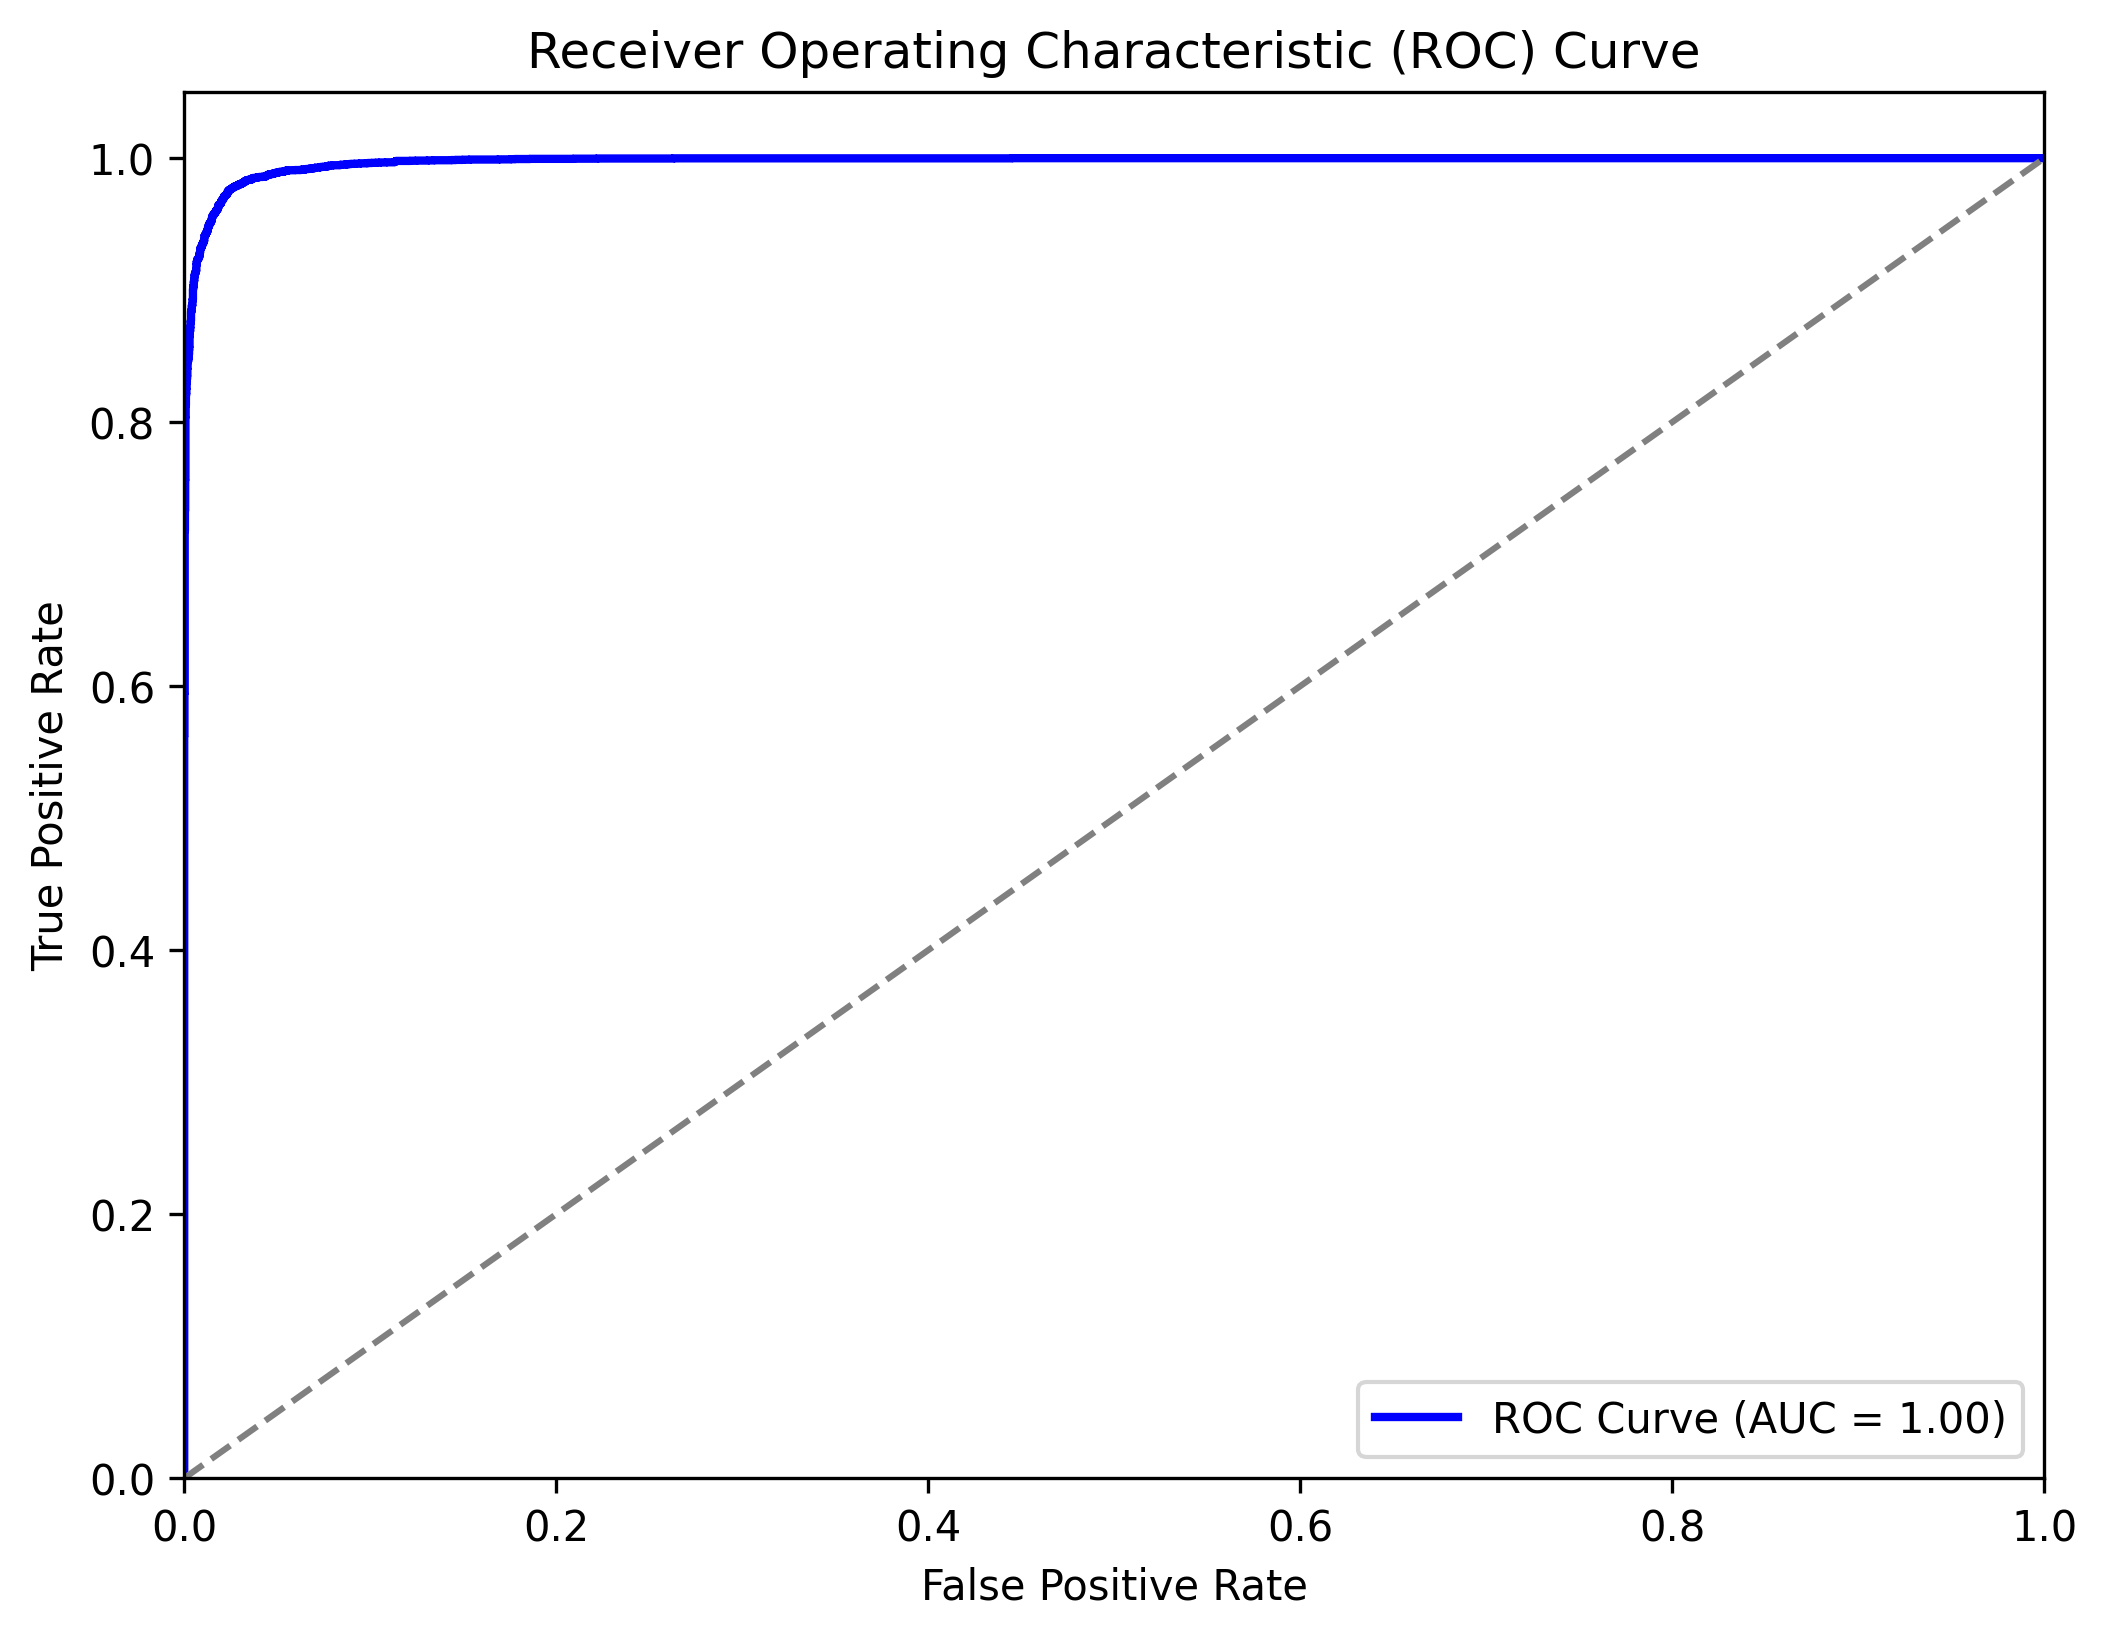 Receiver Operating Characteristic (ROC) Curve
True Positive Rate
1.0
0.8
0.6
0.4
0.2
0.0
ROC Curve (AUC = 1.00)
0.0 0.2 0.4 0.6 0.8 1.0
False Positive Rate